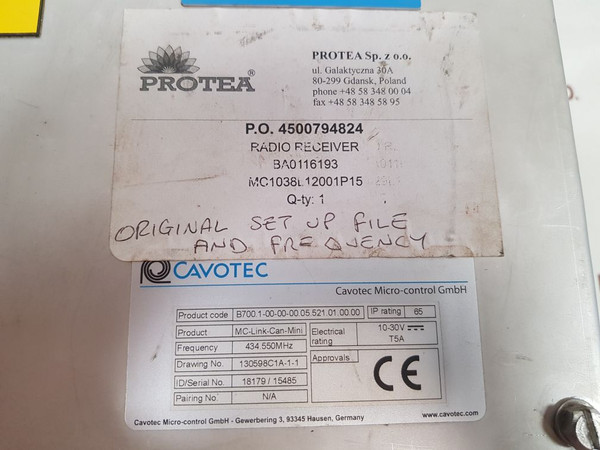 PROTEA®
PROTEA Sp. z o.o.
ul. Galaktyczna 30A
80-299 Gdansk, Poland
phone +48 58 348 00 04
fax +48 58 348 58 95
P.O. 4500794824
RADIO RECEIVER
BA0116193
MC1038L12001P15
Q-ty: 1
ORIGINAL SET UP FILE
AND FREQUENCY
CAVOTEC
Cavotec Micro-control GmbH
Product code B700.1-00-00-00.05.521.01.00.00 IP rating 65
Product MC-Link-Can-Mini Electrical rating 10-30V T5A
Frequency 434.550MHz
Drawing No. 130598C1A-1-1 Approvals CE
ID/Serial No. 18179 / 15485
Pairing No. N/A
Cavotec Micro-control GmbH - Gewerbering 3, 93345 Hausen, Germany www.cavotec.com